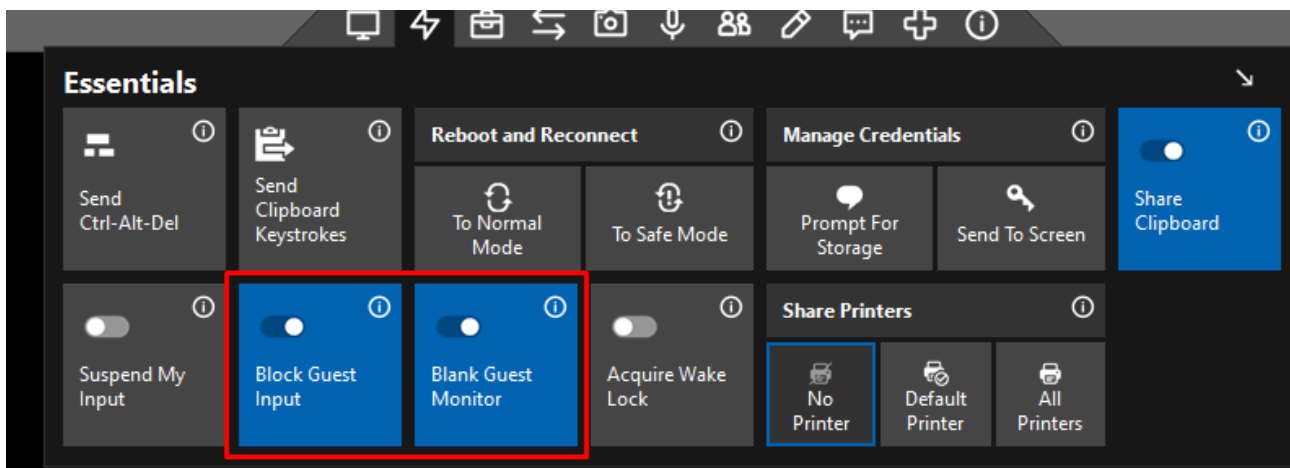 Essentials
Send
Ctrl-Alt-Del
Send
Clipboard
Keystrokes
Reboot and Reconnect
To Normal
Mode
To Safe Mode
Manage Credentials
Prompt For
Storage
Send To Screen
Share
Clipboard
Suspend My
Input
Block Guest
Input
Blank Guest
Monitor
Acquire Wake
Lock
Share Printers
No
Printer
Default
Printer
All
Printers